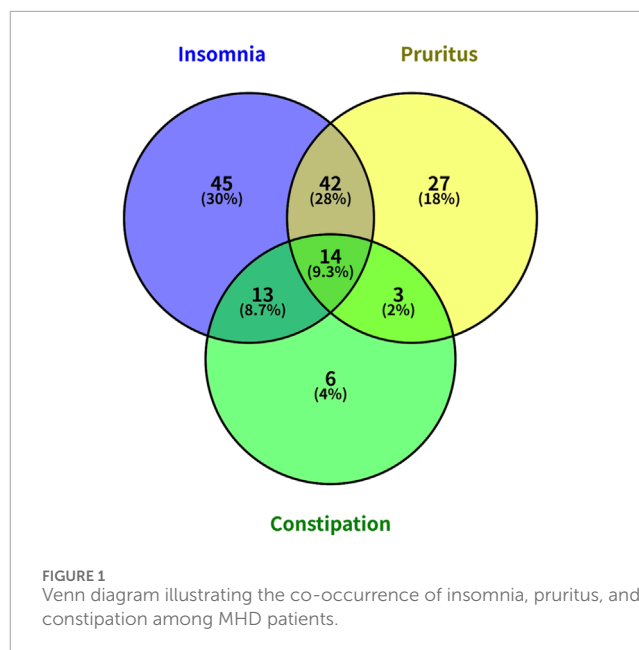 Insomnia Pruritus
45
(30%)
42
(28%)
27
(18%)
14
(9.3%)
13
(8.7%)
3
(2%)
6
(4%)
Constipation
FIGURE 1
Venn diagram illustrating the co-occurrence of insomnia, pruritus, and
constipation among MHD patients.